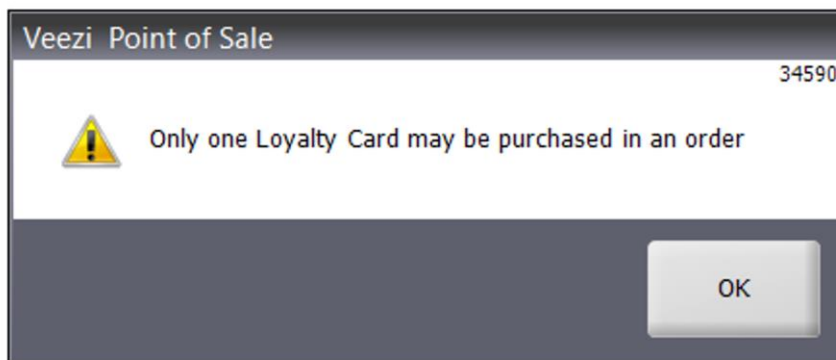 Veezi Point of Sale
34590
Only one Loyalty Card may be purchased in an order
OK